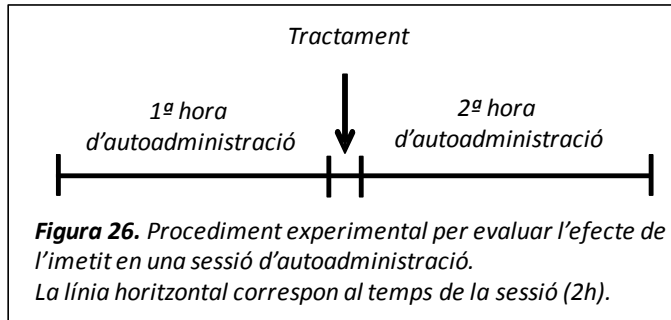 Tractament
1ª hora
d’autoadministració
2ª hora
d’autoadministració
Figura 26. Procediment experimental per evaluar l’efecte de
l’imetit en una sessió d’autoadministració.
La línia horitzontal correspon al temps de la sessió (2h).